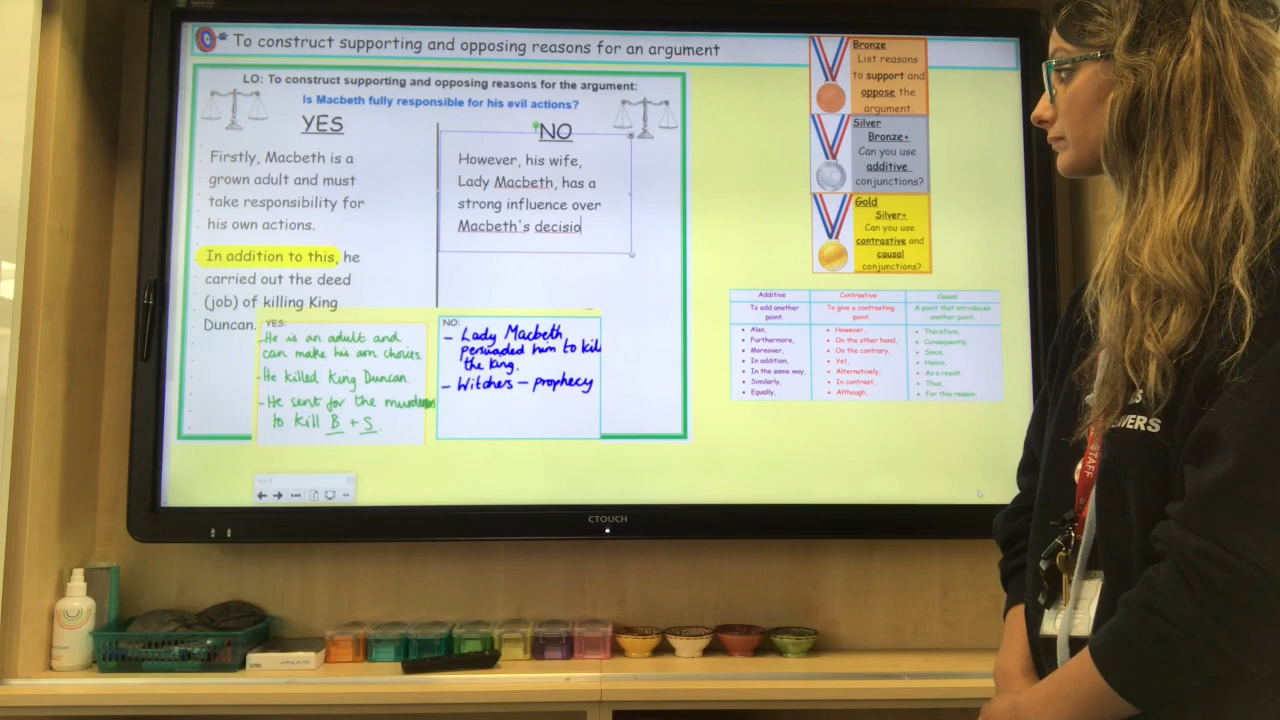 To construct supporting and opposing reasons for an argument
LO: To construct supporting and opposing reasons for the argument:
Is Macbeth fully responsible for his evil actions?
YES
Firstly, Macbeth is a
grown adult and must
take responsibility for
his own actions.
In addition to this, he
carried out the deed
(job) of killing King
Duncan.
NO
However, his wife,
Lady Macbeth, has a
strong influence over
Macbeth's decisio
YES:
-He is an adult and
can make his own choices.
-He killed King Duncan.
-He sent for the murderers
to kill B + S.
NO:
- Lady Macbeth
persuaded him to kill
the king.
- Witches - prophecy
Bronze
List reasons
to support and
oppose the
argument.
Silver
Bronze+
Can you use
additive
conjunctions?
Gold
Silver+
Can you use
contrastive and
causal
conjunctions?
Additive
To add another
point.
• Also,
• Furthermore,
• Moreover,
• In addition,
• In the same way,
• Similarly,
• Equally,
Contrastive
To give a contrasting
point.
• However,
• On the other hand,
• On the contrary,
• Yet,
• Alternatively,
• In contrast,
• Although,
Causal
A point that introduces
another point.
• Therefore,
• Consequently,
• Since,
• Hence,
• As a result,
• Thus,
• For this reason
CTOUCH
STAFF